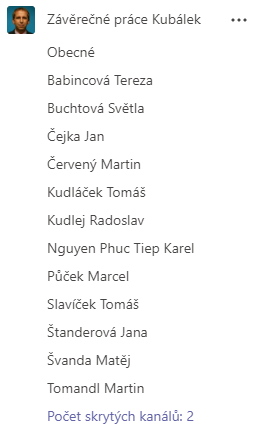 Závěrečné práce Kubálek
Obecné
Babincová Tereza
Buchtová Světla
Čejka Jan
Červený Martin
Kudláček Tomáš
Kudlej Radoslav
Nguyen Phuc Tiep Karel
Půček Marcel
Slavíček Tomáš
Štanderová Jana
Švanda Matěj
Tomandl Martin
Počet skrytých kanálů: 2